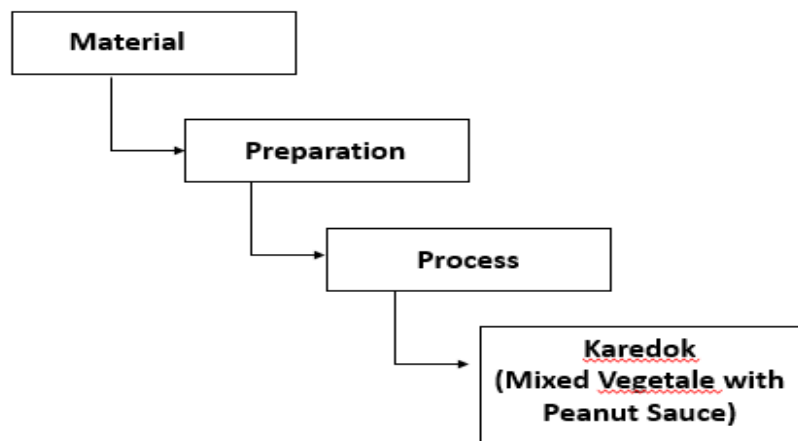 Material
Preparation
Process
Karedok
(Mixed Vegetale with
Peanut Sauce)